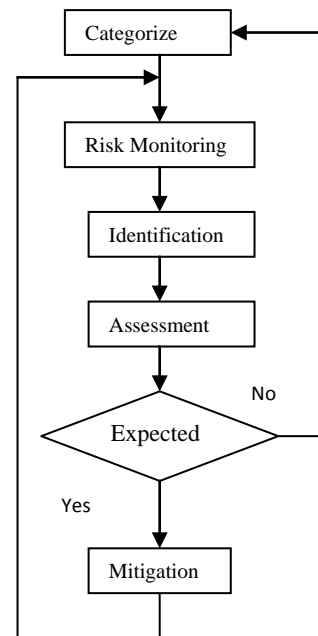 Categorize
Risk Monitoring
Identification
Assessment
No
Expected
Yes
Mitigation